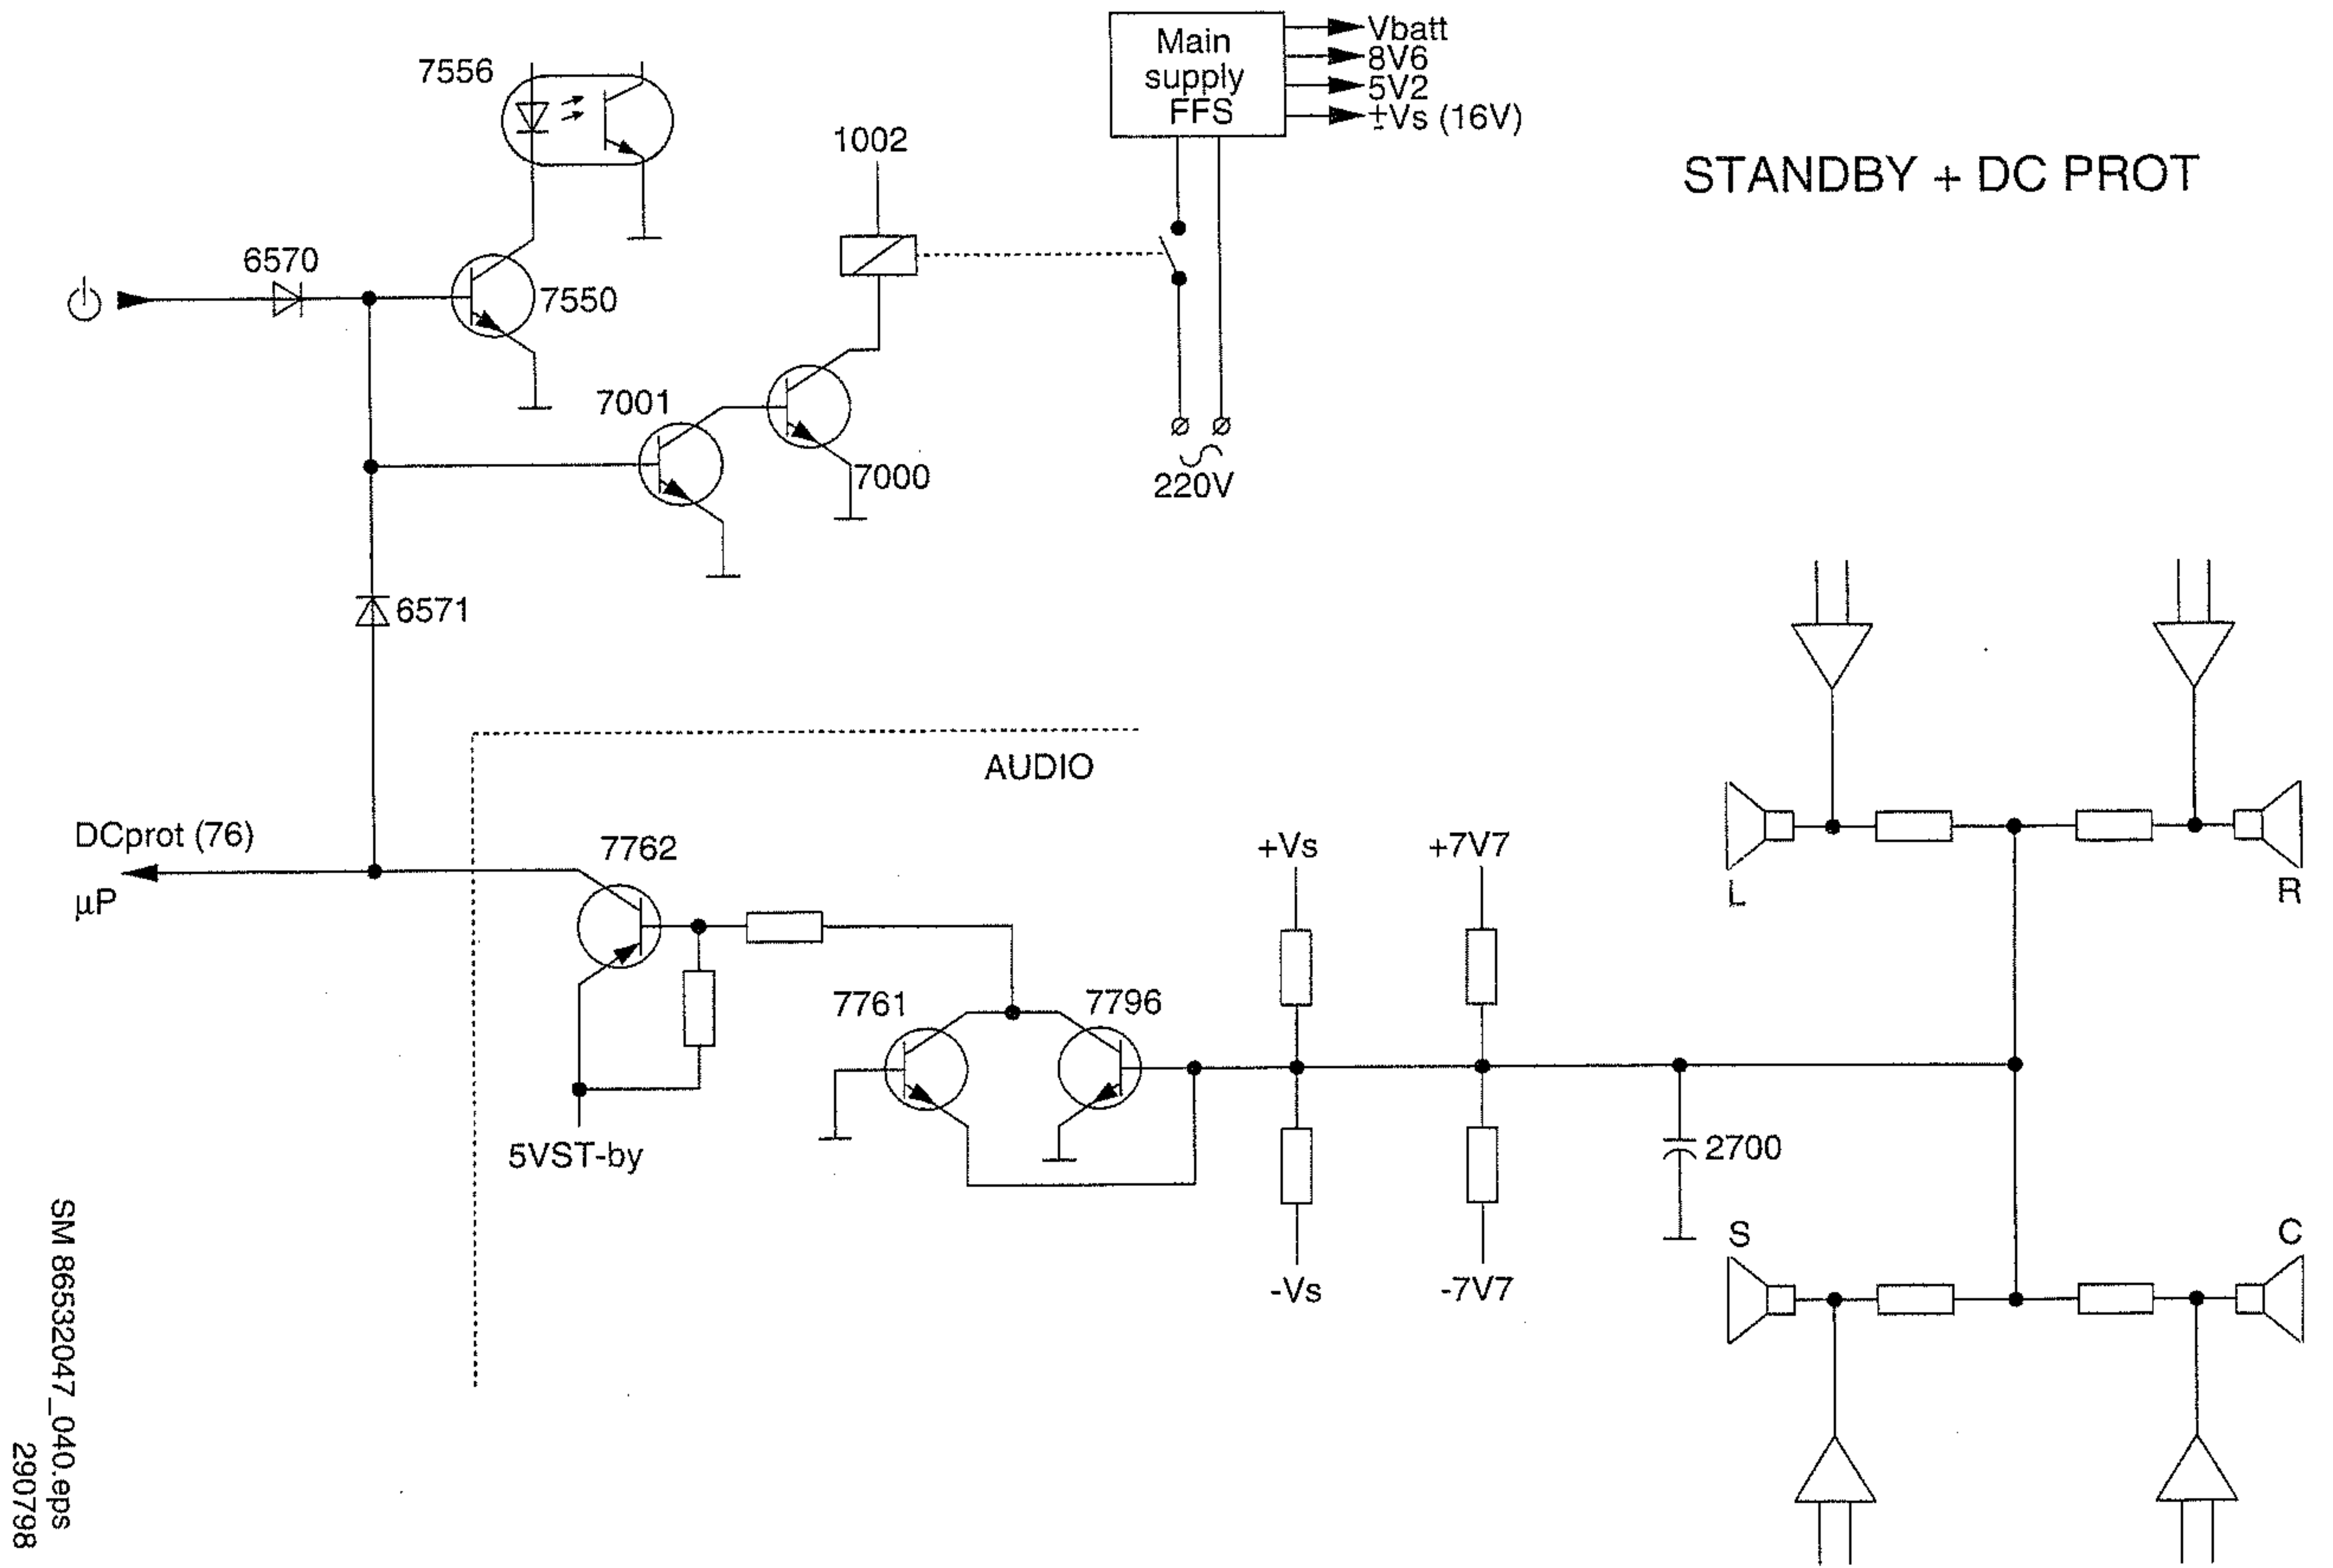 7556
Main
supply
FFS
Vbatt
8V6
5V2
±Vs (16V)
STANDBY + DC PROT
1002
6570
7550
7001
7000
220V
6571
AUDIO
DCprot (76)
µP
7762
+Vs
+7V7
L
R
7761
7796
5VST-by
2700
-Vs
-7V7
S
C
SM 86532047_040.eps
290798